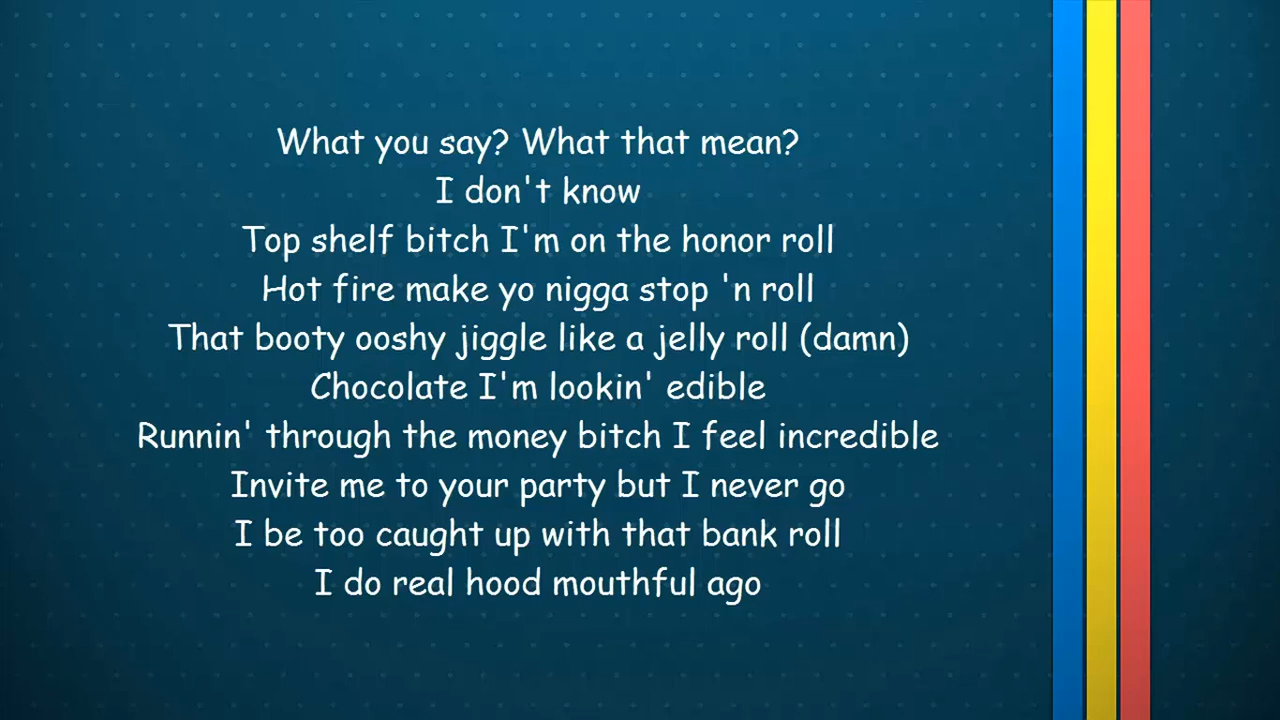 What you say? What that mean?
I don't know
Top shelf bitch I'm on the honor roll
Hot fire make yo nigga stop 'n roll
That booty ooshy jiggle like a jelly roll (damn)
Chocolate I'm lookin' edible
Runnin' through the money bitch I feel incredible
Invite me to your party but I never go
I be too caught up with that bank roll
I do real hood mouthful ago